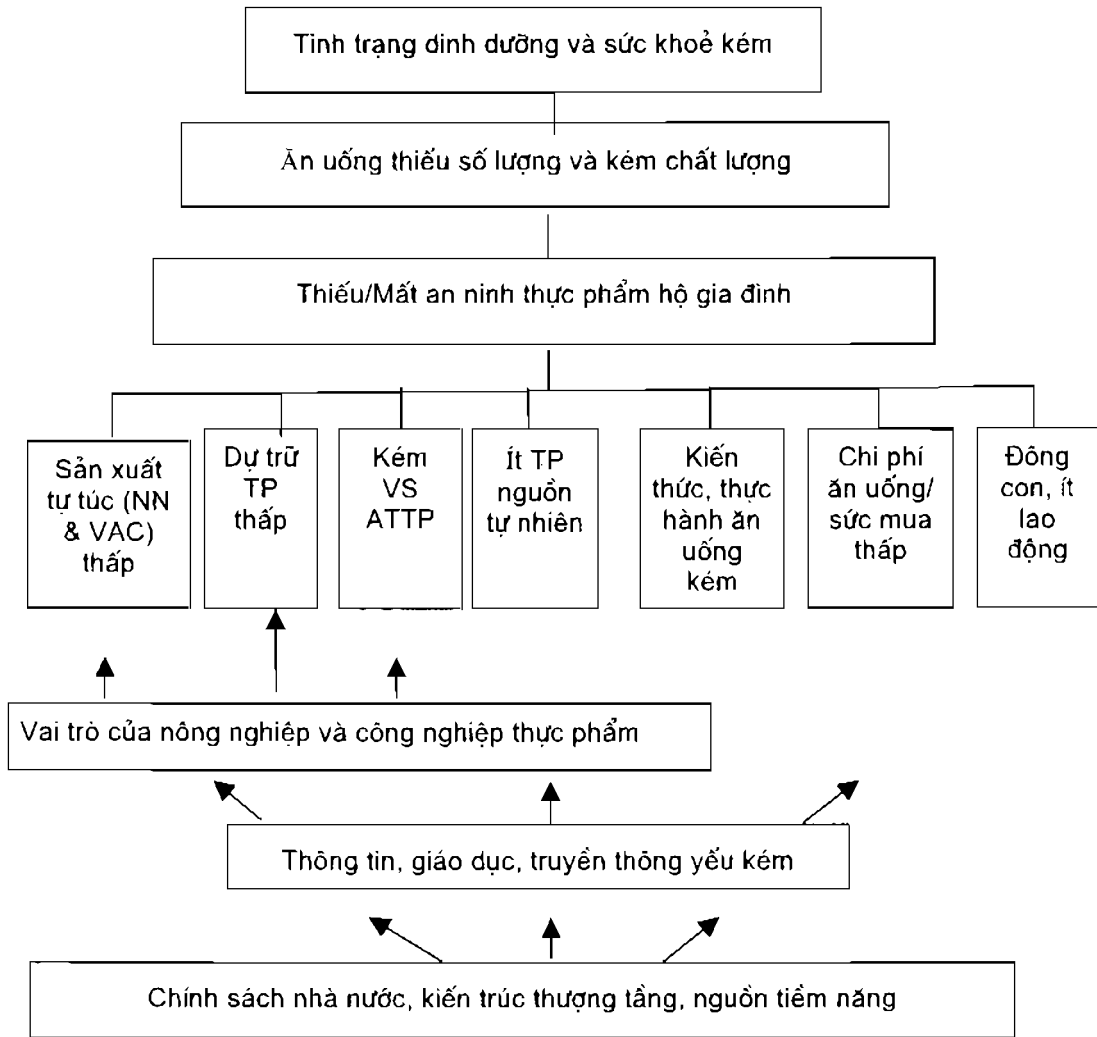 Tình trạng dinh dưỡng và sức khoẻ kém
Ăn uống thiếu số lượng và kém chất lượng
Thiếu/Mất an ninh thực phẩm hộ gia đình
Sản xuất
tự túc (NN
& VAC)
thấp
Dự trữ
TP
thấp
Kém
VS
ATTP
Ít TP
nguồn
tự nhiên
Kiến
thức, thực
hành ăn
uống
kém
Chi phí
ăn uống/
sức mua
thấp
Đông
con, ít
lao
động
Vai trò của nông nghiệp và công nghiệp thực phẩm
Thông tin, giáo dục, truyền thông yếu kém
Chính sách nhà nước, kiến trúc thượng tầng, nguồn tiềm năng